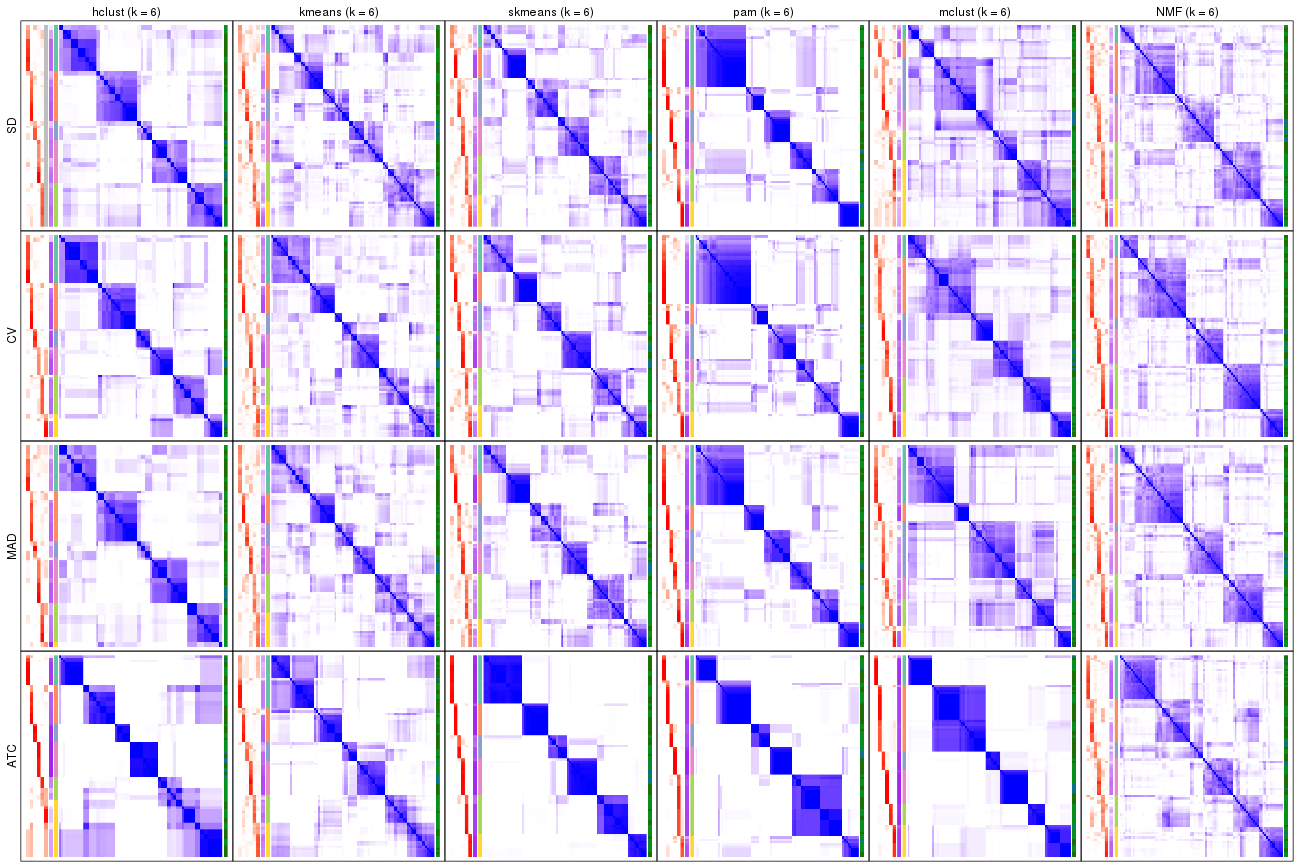 hclust (k = 6) kmeans (k = 6) skmeans (k = 6) pam (k = 6) mclust (k = 6) NMF (k = 6)
SD
CV
MAD
ATC